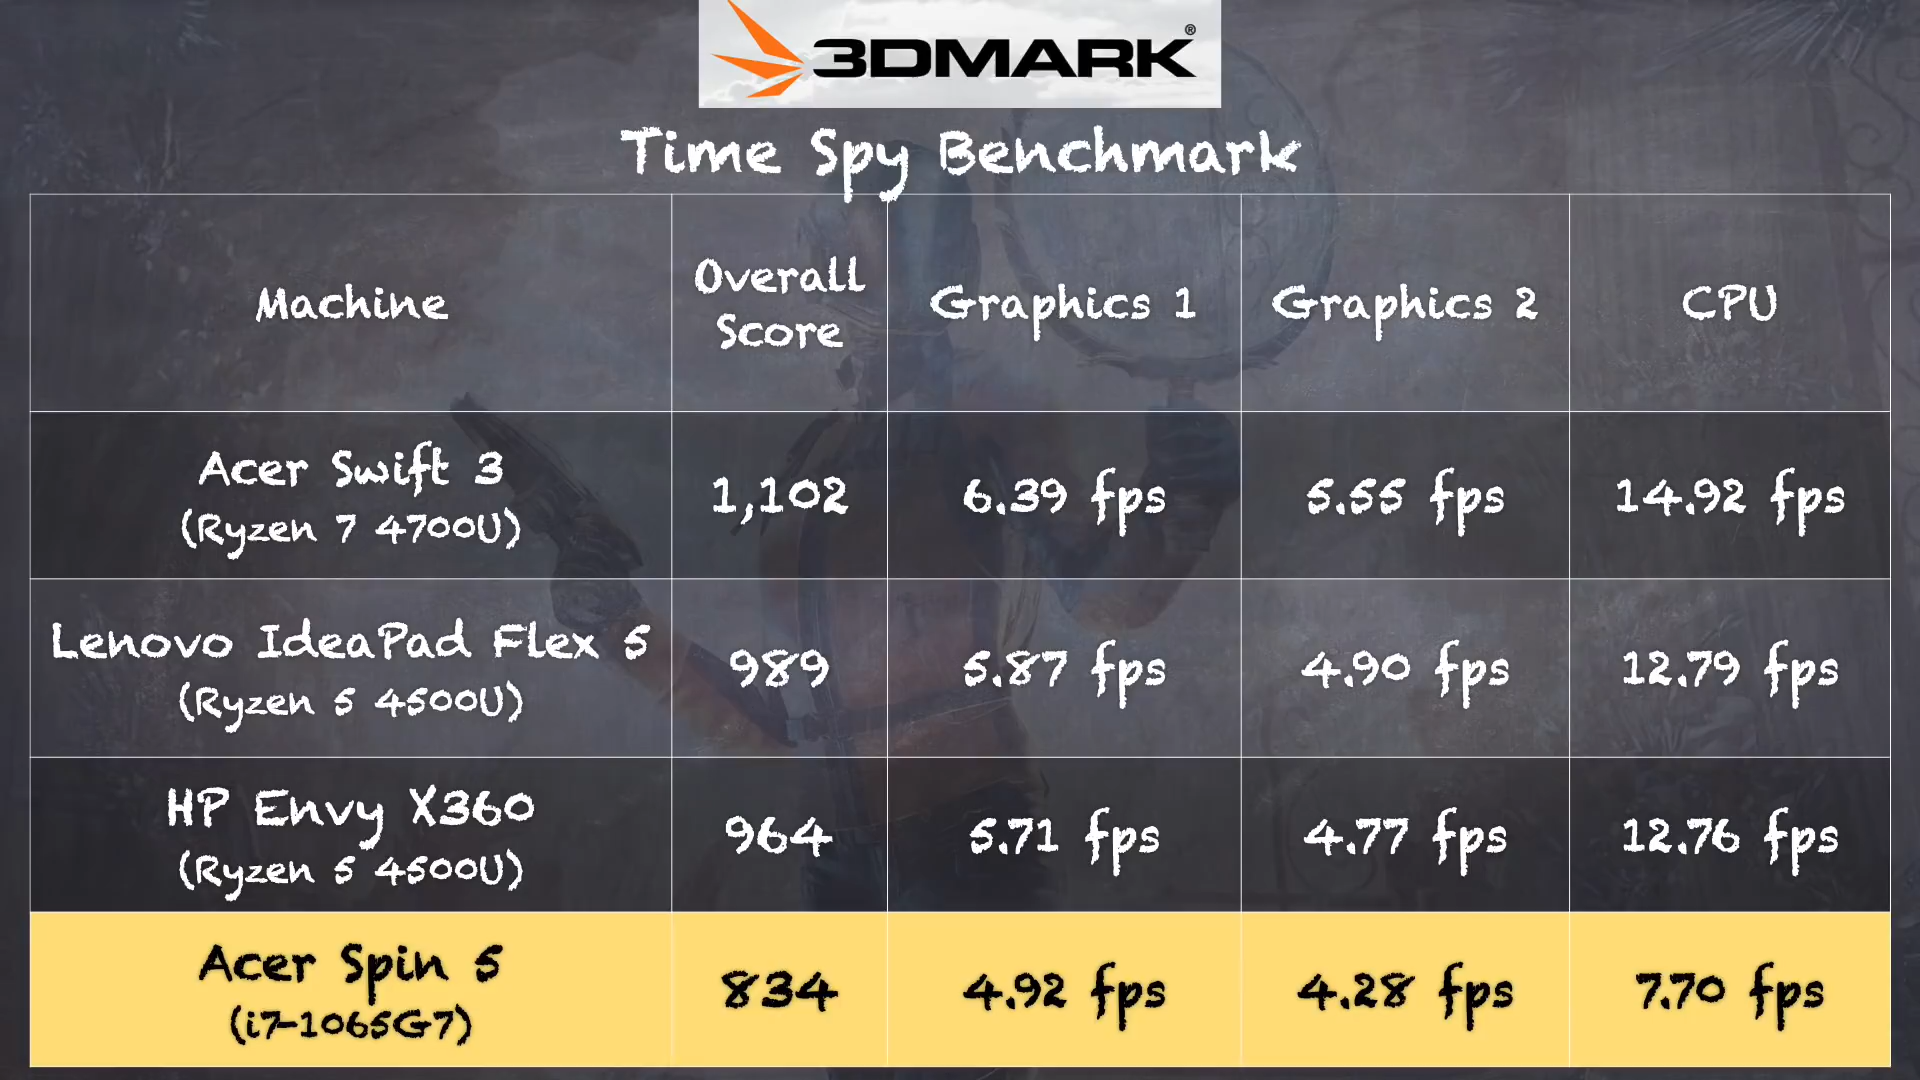 3DMARK®
Time Spy Benchmark
Machine
Overall
Score
Graphics 1
Graphics 2
CPU
Acer Swift 3
(Ryzen 7 4700U)
1,102
6.39 fps
5.55 fps
14.92 fps
Lenovo IdeaPad Flex 5
(Ryzen 5 4500U)
989
5.87 fps
4.90 fps
12.79 fps
HP Envy X360
(Ryzen 5 4500U)
964
5.71 fps
4.77 fps
12.76 fps
Acer Spin 5
(i7-1065G7)
834
4.92 fps
4.28 fps
7.70 fps